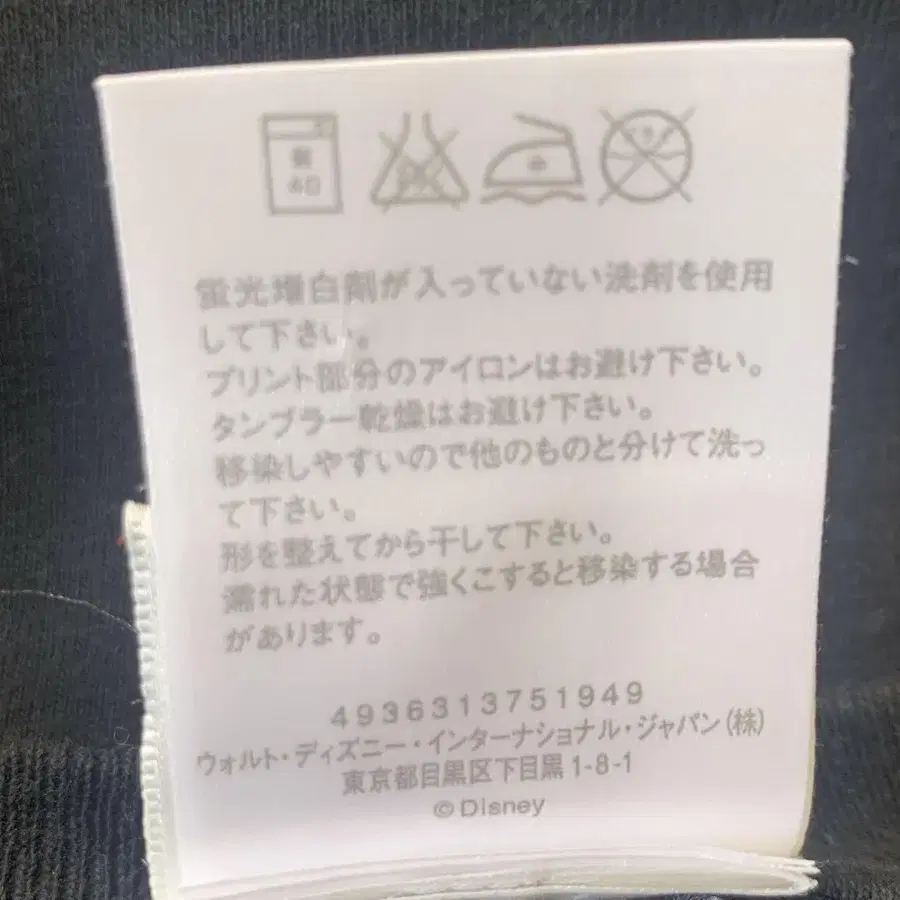 弱
40
蛍光増白剤が入っていない洗剤を使用
して下さい。
プリント部分のアイロンはお避け下さい。
タンブラー乾燥はお避け下さい。
移染しやすいので他のものと分けて洗っ
て下さい。
形を整えてから干して下さい。
濡れた状態で強くこすると移染する場合
があります。
4936313751949
ウォルト・ディズニー・インターナショナル・ジャパン(株)
東京都目黒区下目黒1-8-1
©Disney